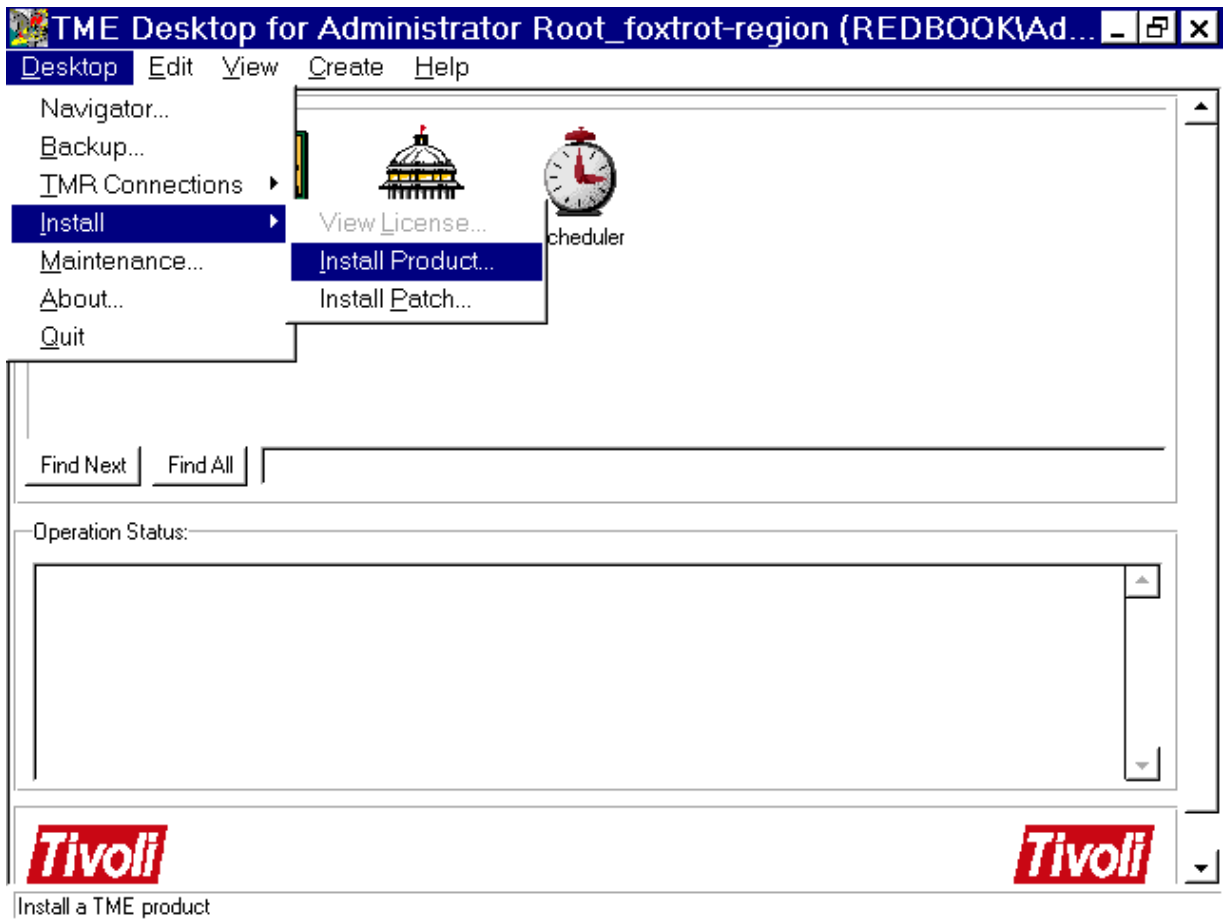 TME Desktop for Administrator Root_foxtrot-region (REDBOOK\Ad...
Desktop Edit View Create Help
Navigator...
Backup...
TMR Connections
Install
Maintenance...
About...
Quit
View License...
Install Product...
Install Patch...
cheduler
Find Next Find All
Operation Status:
Tivoli Tivoli
Install a TME product